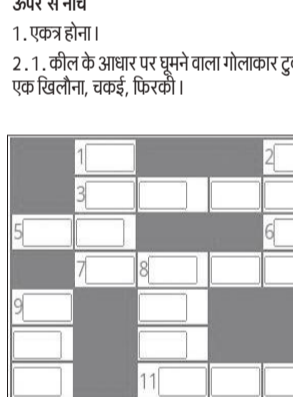 ऊपर से नीचे
1. एकत्र होना।
2. 1. कील के आधार पर घूमने वाला गोलाकार
एक खिलौना, चकई, फिरकी।
1 2
3
5 6
7 8
9
11